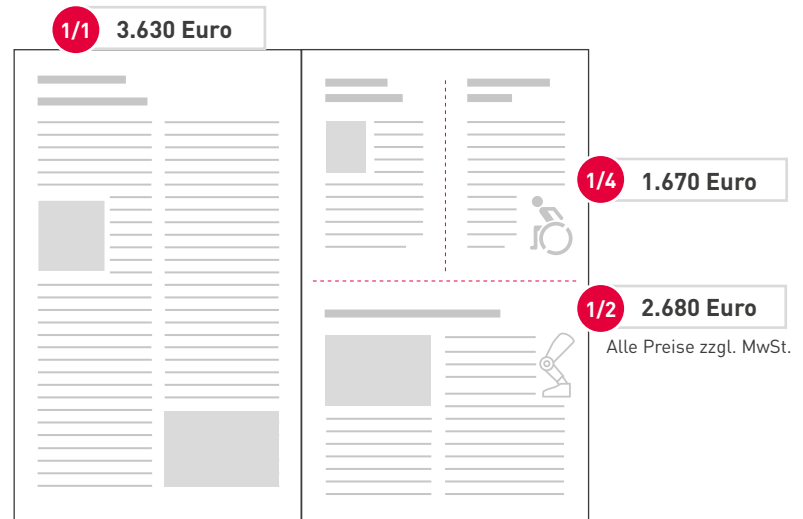 1/1 3.630 Euro
1/4 1.670 Euro
1/2 2.680 Euro
Alle Preise zzgl. MwSt.